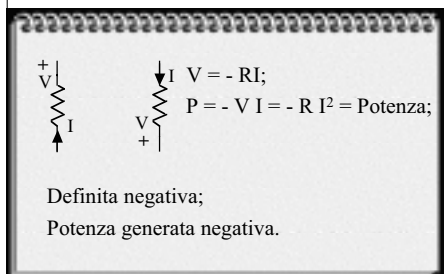 +
V
I
I V = - RI;
P = - V I = - R I² = Potenza;
V
+
Definita negativa;
Potenza generata negativa.